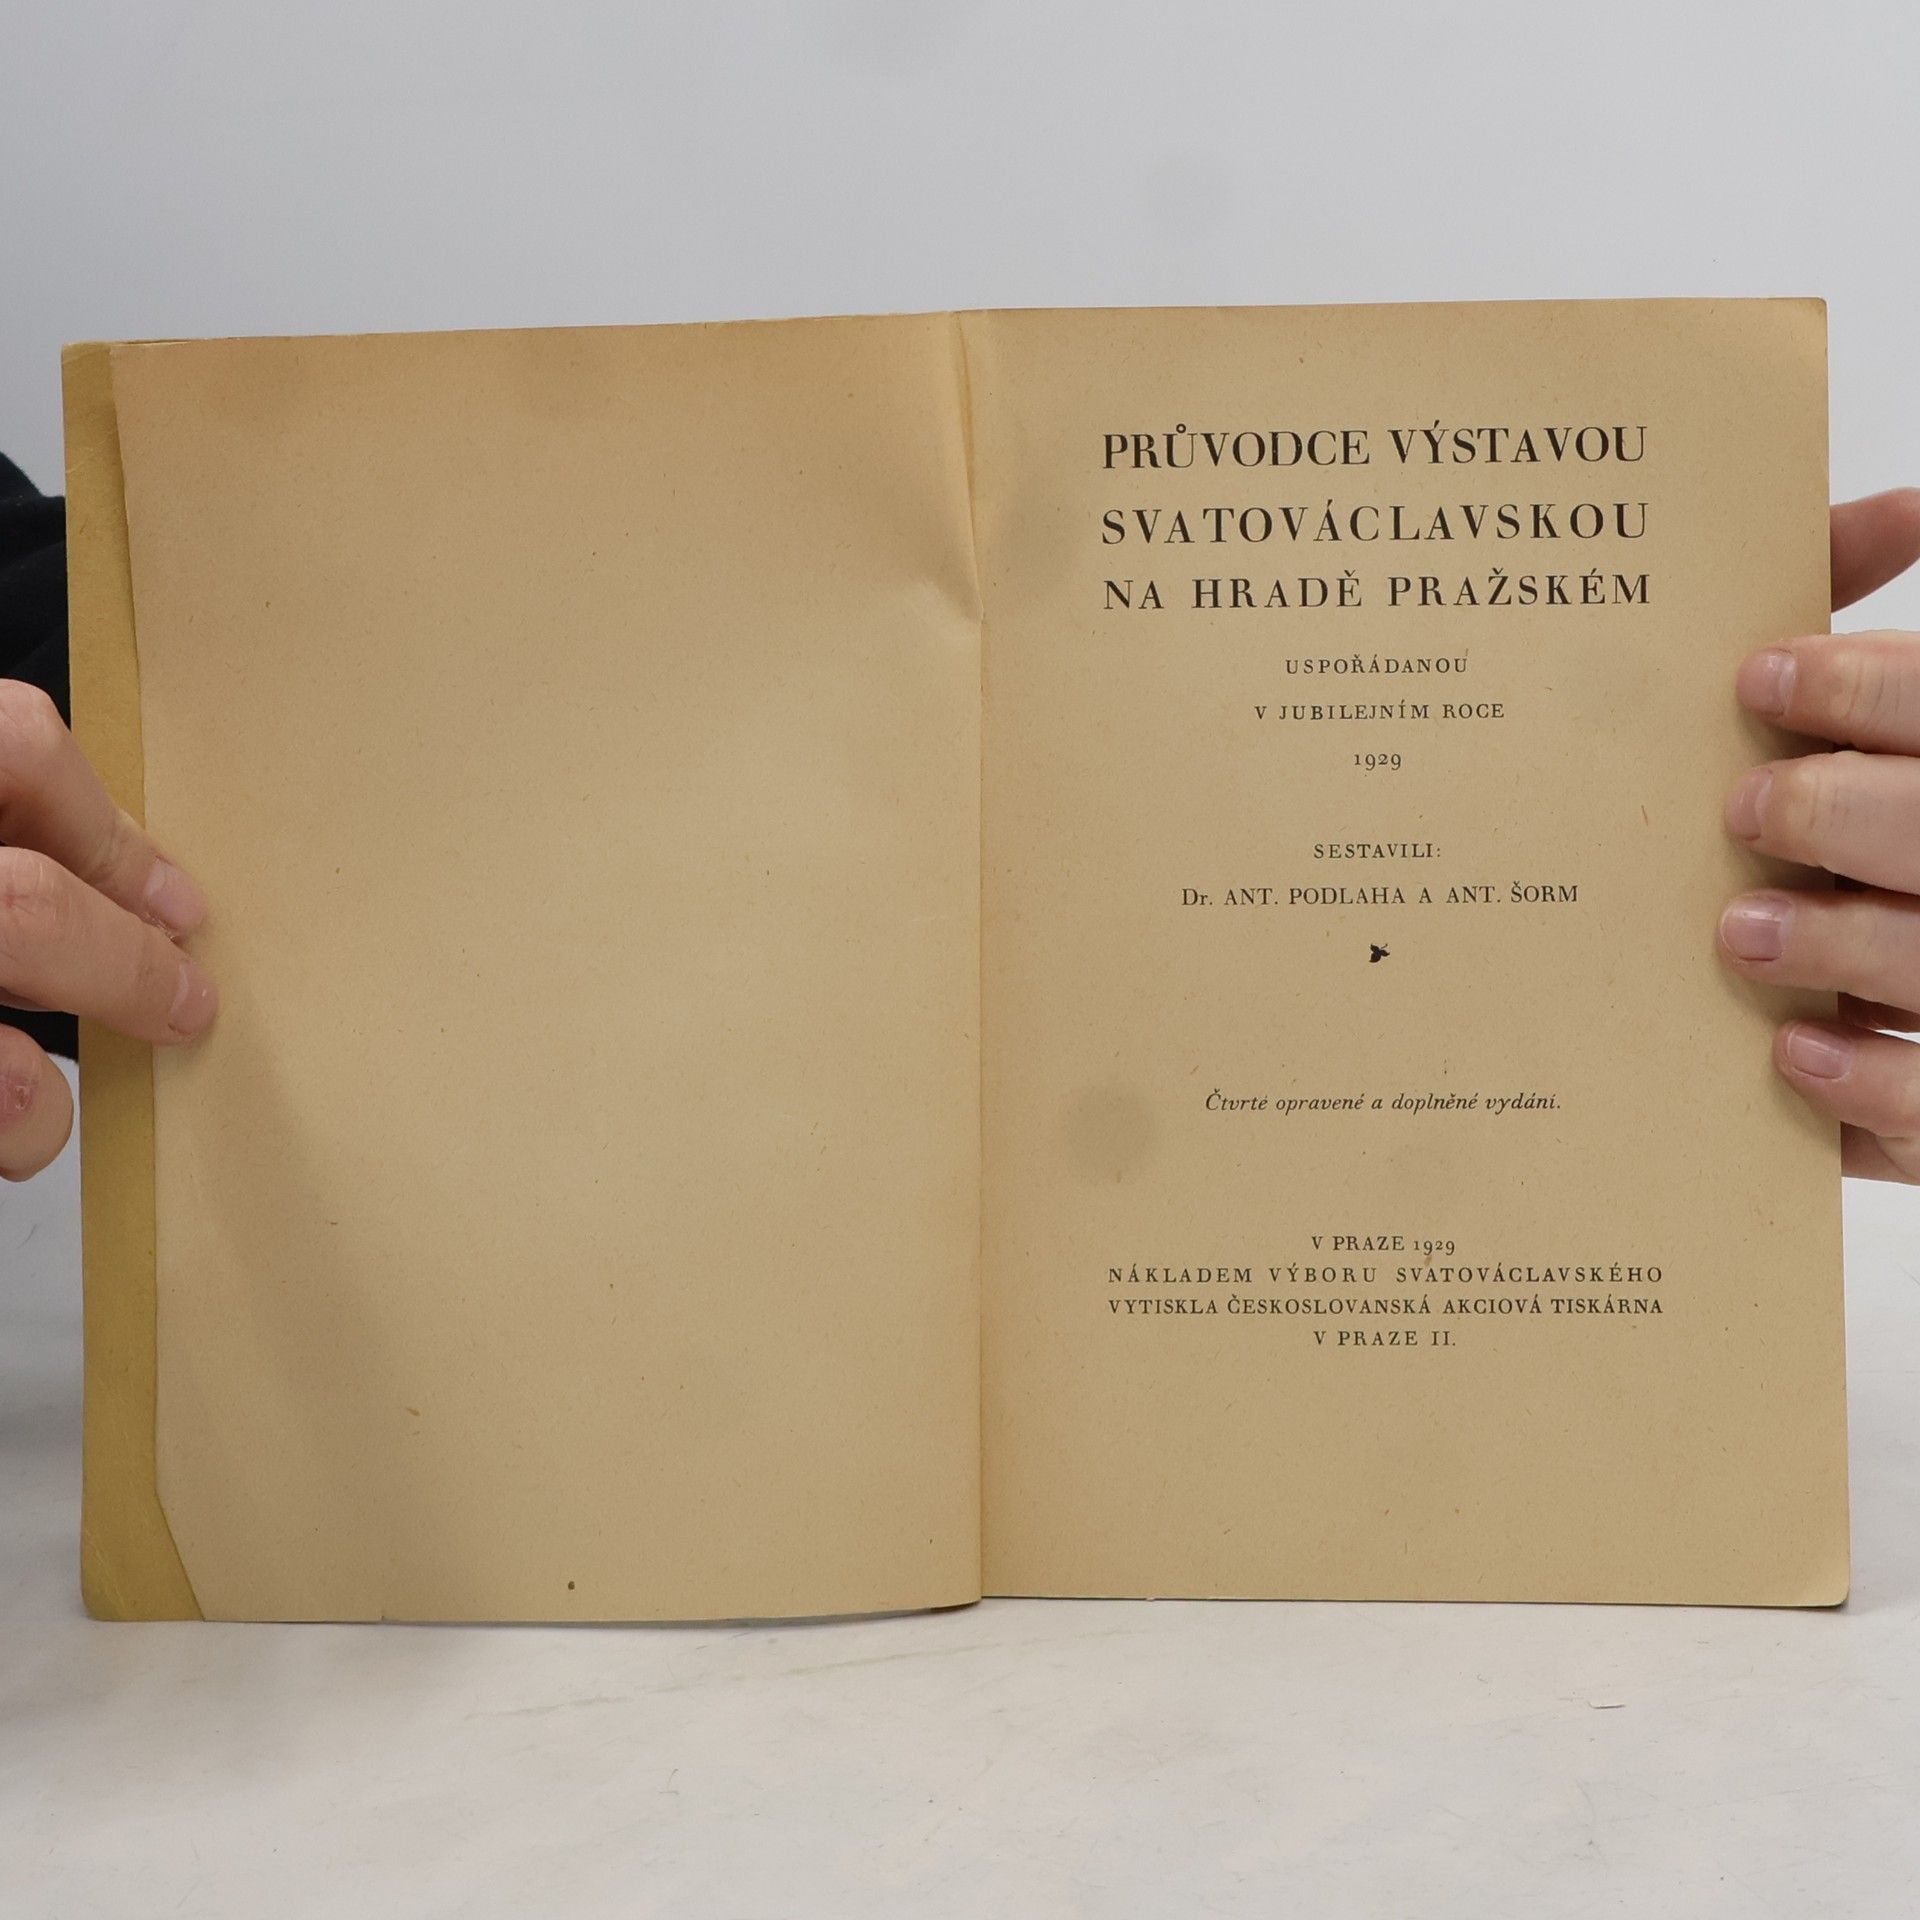 PRŮVODCE VÝSTAVOU
SVATOVÁCLAVSKOU
NA HRADĚ PRAŽSKÉM
USPOŘÁDANOU
V JUBILEJNÍM ROCE
1929
SESTAVILI:
Dr. ANT. PODLAHA A ANT. ŠORM
Čtvrté opravené a doplněné vydání.
V PRAZE 1929
NÁKLADEM VÝBORU SVATOVÁCLAVSKÉHO
VYTISKLA ČESKOSLOVANSKÁ AKCIOVÁ TISKÁRNA
V PRAZE II.